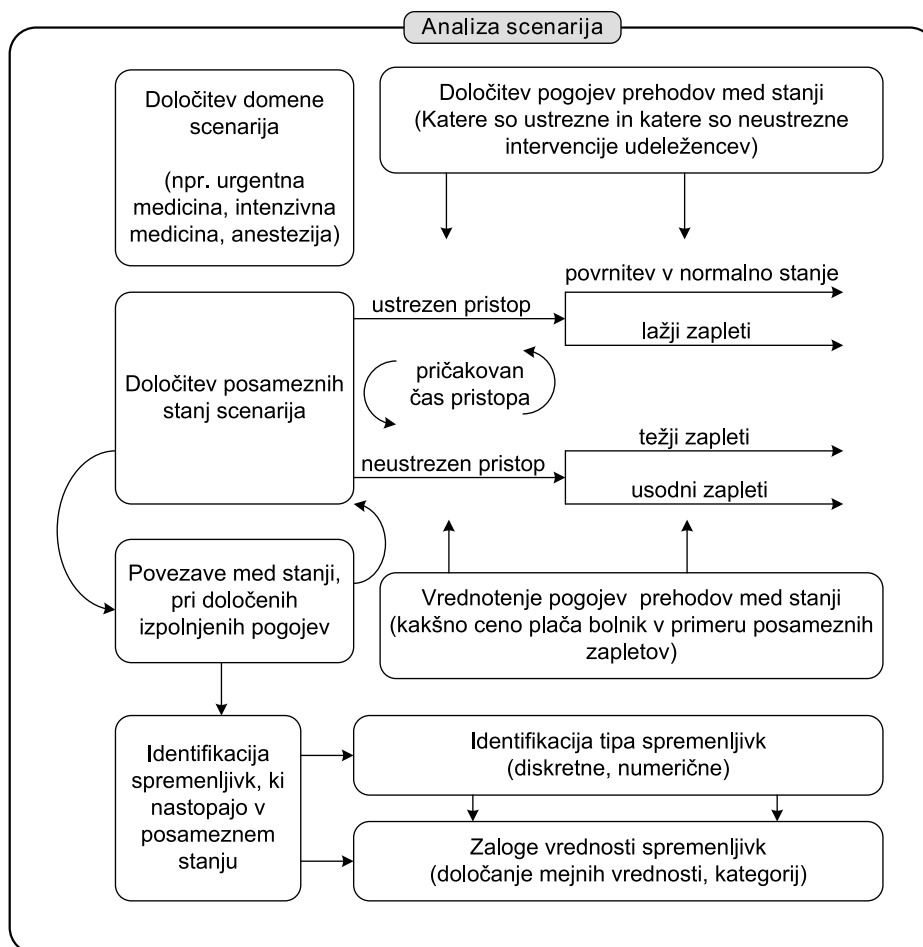 Analiza scenarija
Določitev domene
scenarija
(npr. urgentna
medicina, intenzivna
medicina, anestezija)
Določitev pogojev prehodov med stanji
(Katere so ustrezne in katere so neustrezne
intervencije udeležencev)
Določitev posameznih
stanj scenarija
ustrezen pristop
povrnitev v normalno stanje
lažji zapleti
pričakovan
čas pristopa
neustrezen pristop
težji zapleti
usodni zapleti
Povezave med stanji,
pri določenih
izpolnjenih pogojev
Vrednotenje pogojev prehodov med stanji
(kakšno ceno plača bolnik v primeru posameznih
zapletov)
Identifikacija
spremenljivk, ki
nastopajo v
posameznem
stanju
Identifikacija tipa spremenljivk
(diskretne, numerične)
Zaloge vrednosti spremenljivk
(določanje mejnih vrednosti, kategorij)